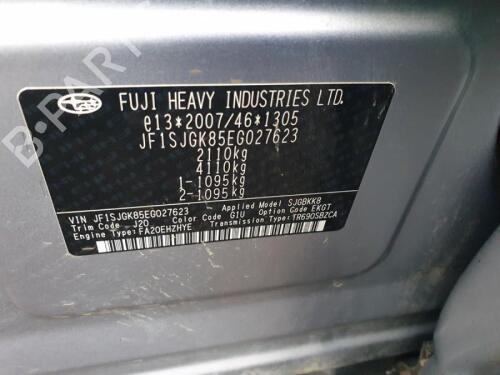 FUJI HEAVY INDUSTRIES LTD.
e13*2007/46*1305
JF1SJGK85EG027623
2110kg
4110kg
1-1095kg
2-1095kg
VIN JF1SJGK85EG027623 Applied Model SJGBKK8
Trim Code J20 Color Code G1U Option Code EKGT
Engine Type:FA20EHZHYE Transmission Type:TR690SBZCA
B-PARTS